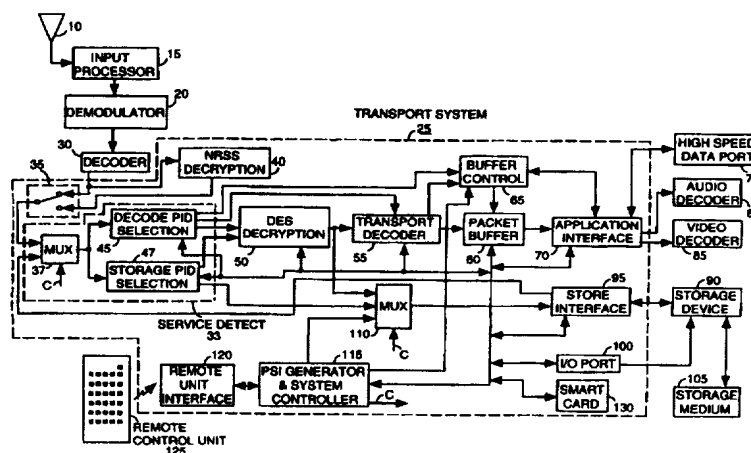 10
INPUT
PROCESSOR
15
DEMODULATOR
20
TRANSPORT SYSTEM
25
DECODER
30
NRSS
DECRYPTION
40
35
BUFFER
CONTROL
65
HIGH SPEED
DATA PORT
AUDIO
DECODER
VIDEO
DECODER
85
MUX
37
C
DECODE PID
SELECTION
45
47
STORAGE PID
SELECTION
DES
DECRYPTION
50
TRANSPORT
DECODER
55
PACKET
BUFFER
60
APPLICATION
INTERFACE
70
SERVICE DETECT
33
MUX
110
C
95
STORE
INTERFACE
90
STORAGE
DEVICE
100
I/O PORT
105
STORAGE
MEDIUM
SMART
CARD
130
120
REMOTE
UNIT
INTERFACE
115
PSI GENERATOR
& SYSTEM
CONTROLLER
C
REMOTE
CONTROL UNIT
125